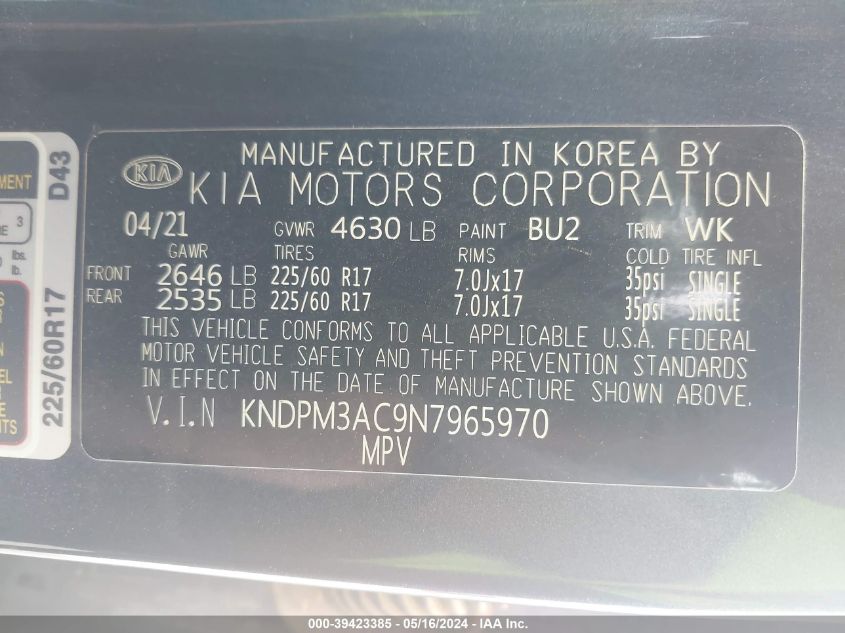 MANUFACTURED IN KOREA BY
KIA KIA MOTORS CORPORATION
04/21 GVWR 4630 LB PAINT BU2 TRIM WK
GAWR TIRES RIMS COLD TIRE INFL
FRONT 2646 LB 225/60 R17 7.0Jx17 35psi SINGLE
REAR 2535 LB 225/60 R17 7.0Jx17 35psi SINGLE
THIS VEHICLE CONFORMS TO ALL APPLICABLE U.S.A. FEDERAL
MOTOR VEHICLE SAFETY AND THEFT PREVENTION STANDARDS
IN EFFECT ON THE DATE OF MANUFACTURE SHOWN ABOVE.
V.I.N KNDPM3AC9N7965970
MPV
D43
225/60R17
3
lbs.
lb.
000-39423385 - 05/16/2024 - IAA Inc.